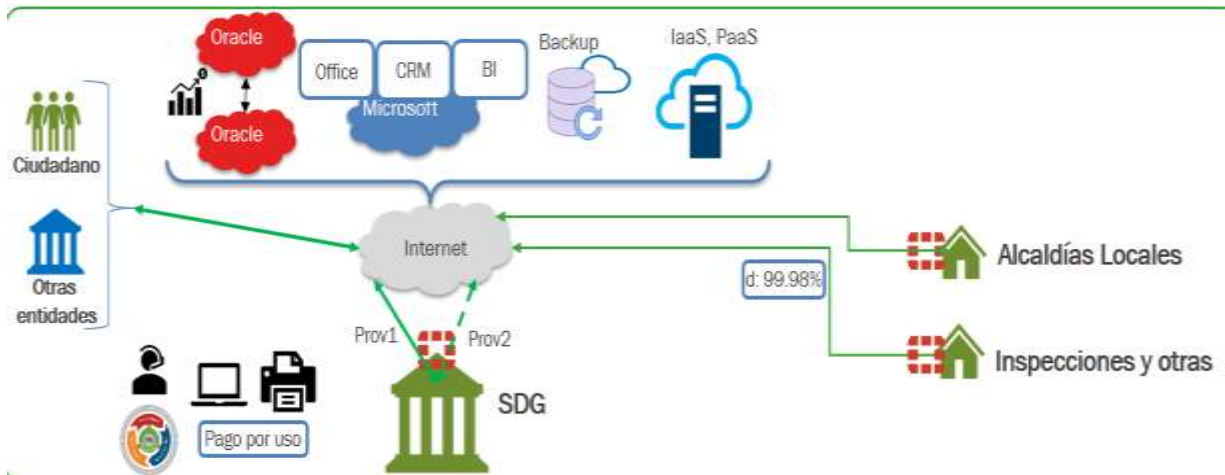 Oracle
Oracle
Office
CRM
BI
Microsoft
Backup
IaaS, PaaS
Ciudadano
Otras
entidades
Internet
Alcaldías Locales
d: 99.98%
Prov1
Prov2
Inspecciones y otras
SDG
Pago por uso